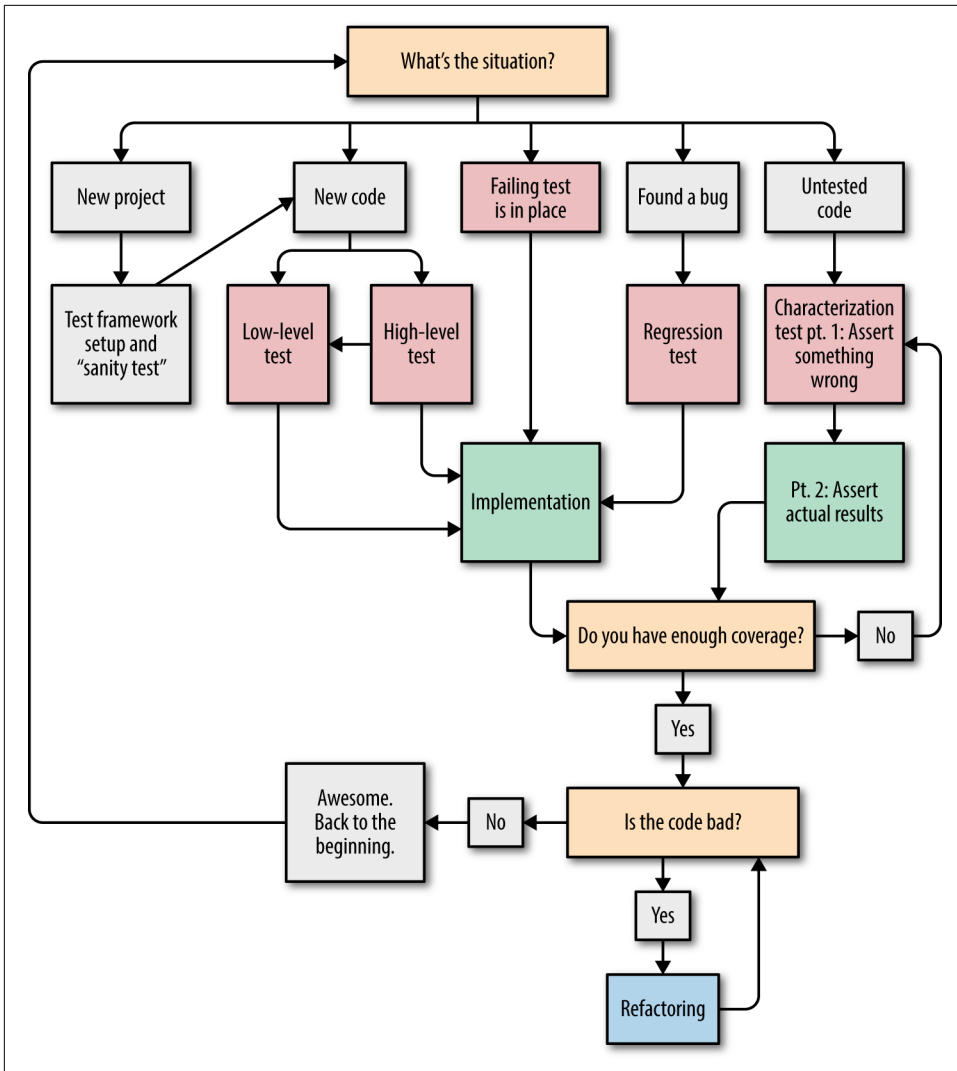 What’s the situation?
New project
New code
Failing test
is in place
Found a bug
Untested
code
Test framework
setup and
“sanity test”
Low-level
test
High-level
test
Regression
test
Characterization
test pt. 1: Assert
something
wrong
Implementation
Pt. 2: Assert
actual results
Do you have enough coverage?
No
Yes
Awesome.
Back to the
beginning.
No
Is the code bad?
Yes
Refactoring